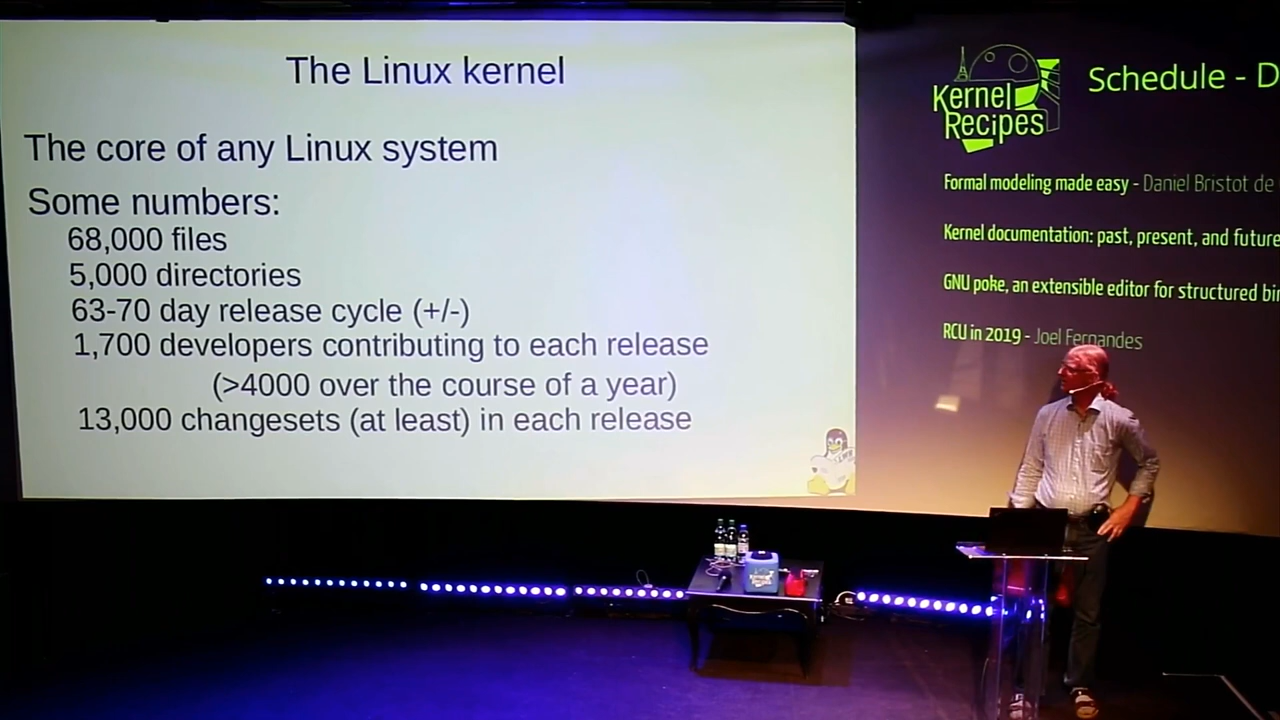 The Linux kernel
The core of any Linux system
Some numbers:
68,000 files
5,000 directories
63-70 day release cycle (+/-)
1,700 developers contributing to each release
(>4000 over the course of a year)
13,000 changesets (at least) in each release
Kernel
Recipes
Schedule - D
Formal modeling made easy - Daniel Bristot de
Kernel documentation: past, present, and future
GNU poke, an extensible editor for structured bin
RCU in 2019 - Joel Fernandes